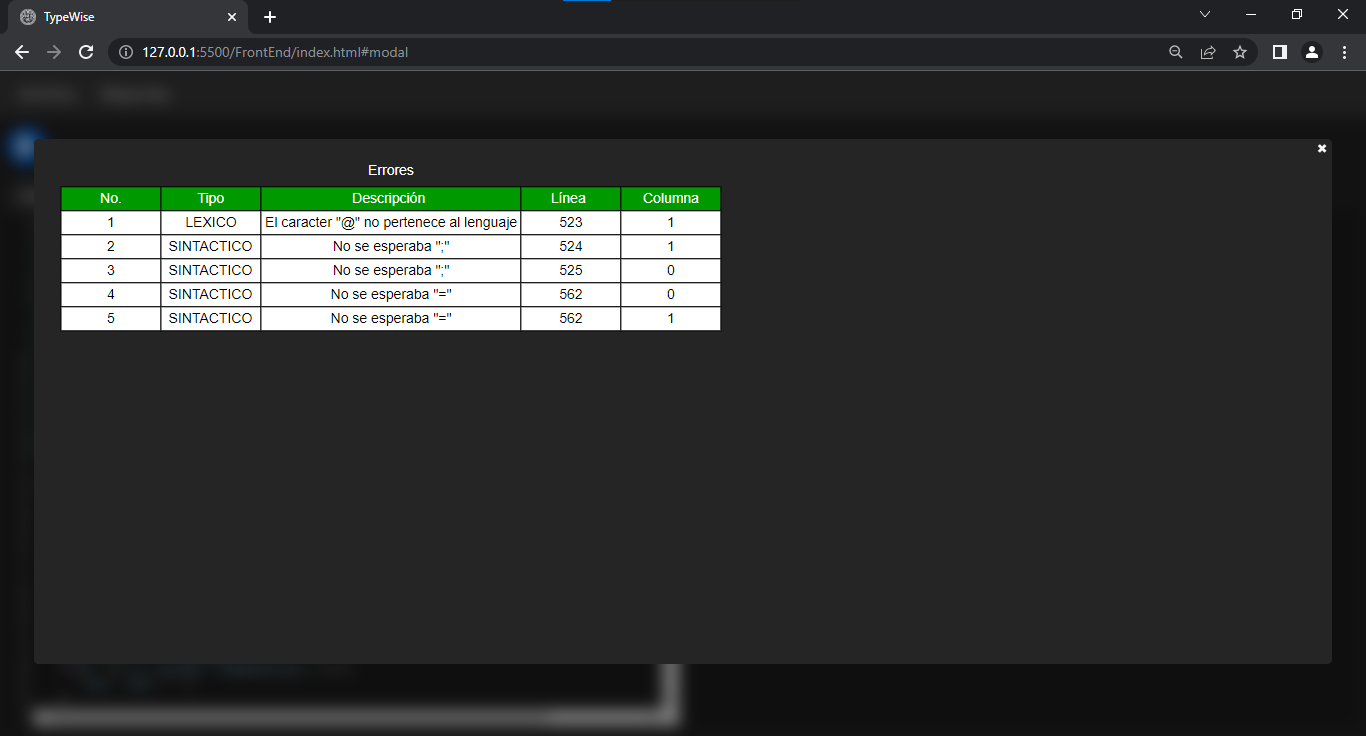 TypeWise
127.0.0.1:5500/FrontEnd/index.html#modal
Errores
No. Tipo Descripción Línea Columna
1 LEXICO El caracter "@" no pertenece al lenguaje 523 1
2 SINTACTICO No se esperaba ";" 524 1
3 SINTACTICO No se esperaba ";" 525 0
4 SINTACTICO No se esperaba "=" 562 0
5 SINTACTICO No se esperaba "=" 562 1